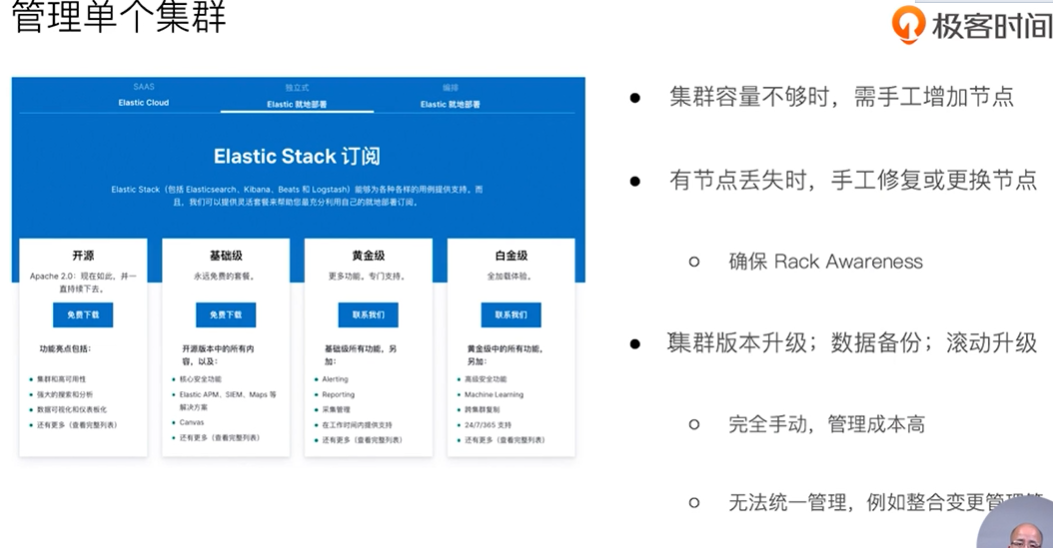 管理单个集群
极客时间
SAAS
Elastic Cloud
独立式
Elastic 就地部署
编排
Elastic 就地部署
Elastic Stack 订阅
Elastic Stack（包括 Elasticsearch、Kibana、Beats 和 Logstash）能够为各种各样的用例提供支持。而
且，我们可以提供灵活套餐来帮助您最充分利用自己的就地部署订阅。
开源
Apache 2.0：现在如此，并一
直持续下去。
免费下载
功能亮点包括：
集群和高可用性
强大的搜索和分析
数据可视化和仪表板化
还有更多（查看完整列表）
基础级
永远免费的套餐。
免费下载
开源版本中的所有内
容，以及：
核心安全功能
Elastic APM、SIEM、Maps 等
解决方案
Canvas
还有更多（查看完整列表）
黄金级
更多功能。专门支持。
联系我们
基础级所有功能，另
加：
Alerting
Reporting
采集管理
在工作时间内提供支持
还有更多（查看完整列表）
白金级
全加载体验。
联系我们
黄金级中的所有功能，
另加：
高级安全功能
Machine Learning
跨集群复制
24/7/365 支持
还有更多（查看完整列表）
● 集群容量不够时，需手工增加节点
● 有节点丢失时，手工修复或更换节点
○ 确保 Rack Awareness
● 集群版本升级；数据备份；滚动升级
○ 完全手动，管理成本高
○ 无法统一管理，例如整合变更管理等